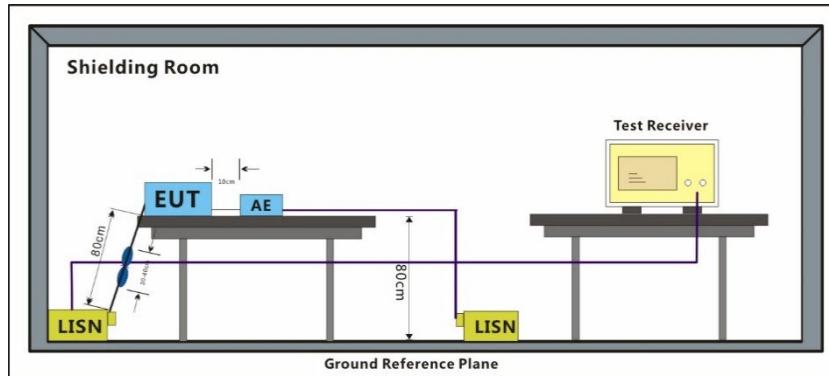 Shielding Room
Test Receiver
10cm
EUT
AE
80cm
80cm
LISN
LISN
Ground Reference Plane